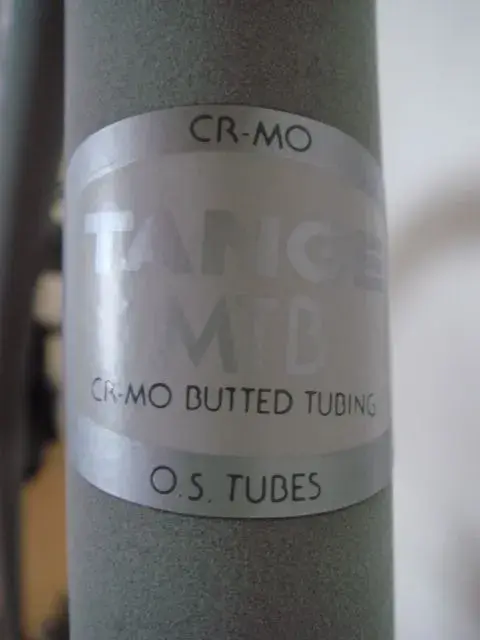 CR-MO
TANGE
MTB
CR-MO BUTTED TUBING
O.S. TUBES